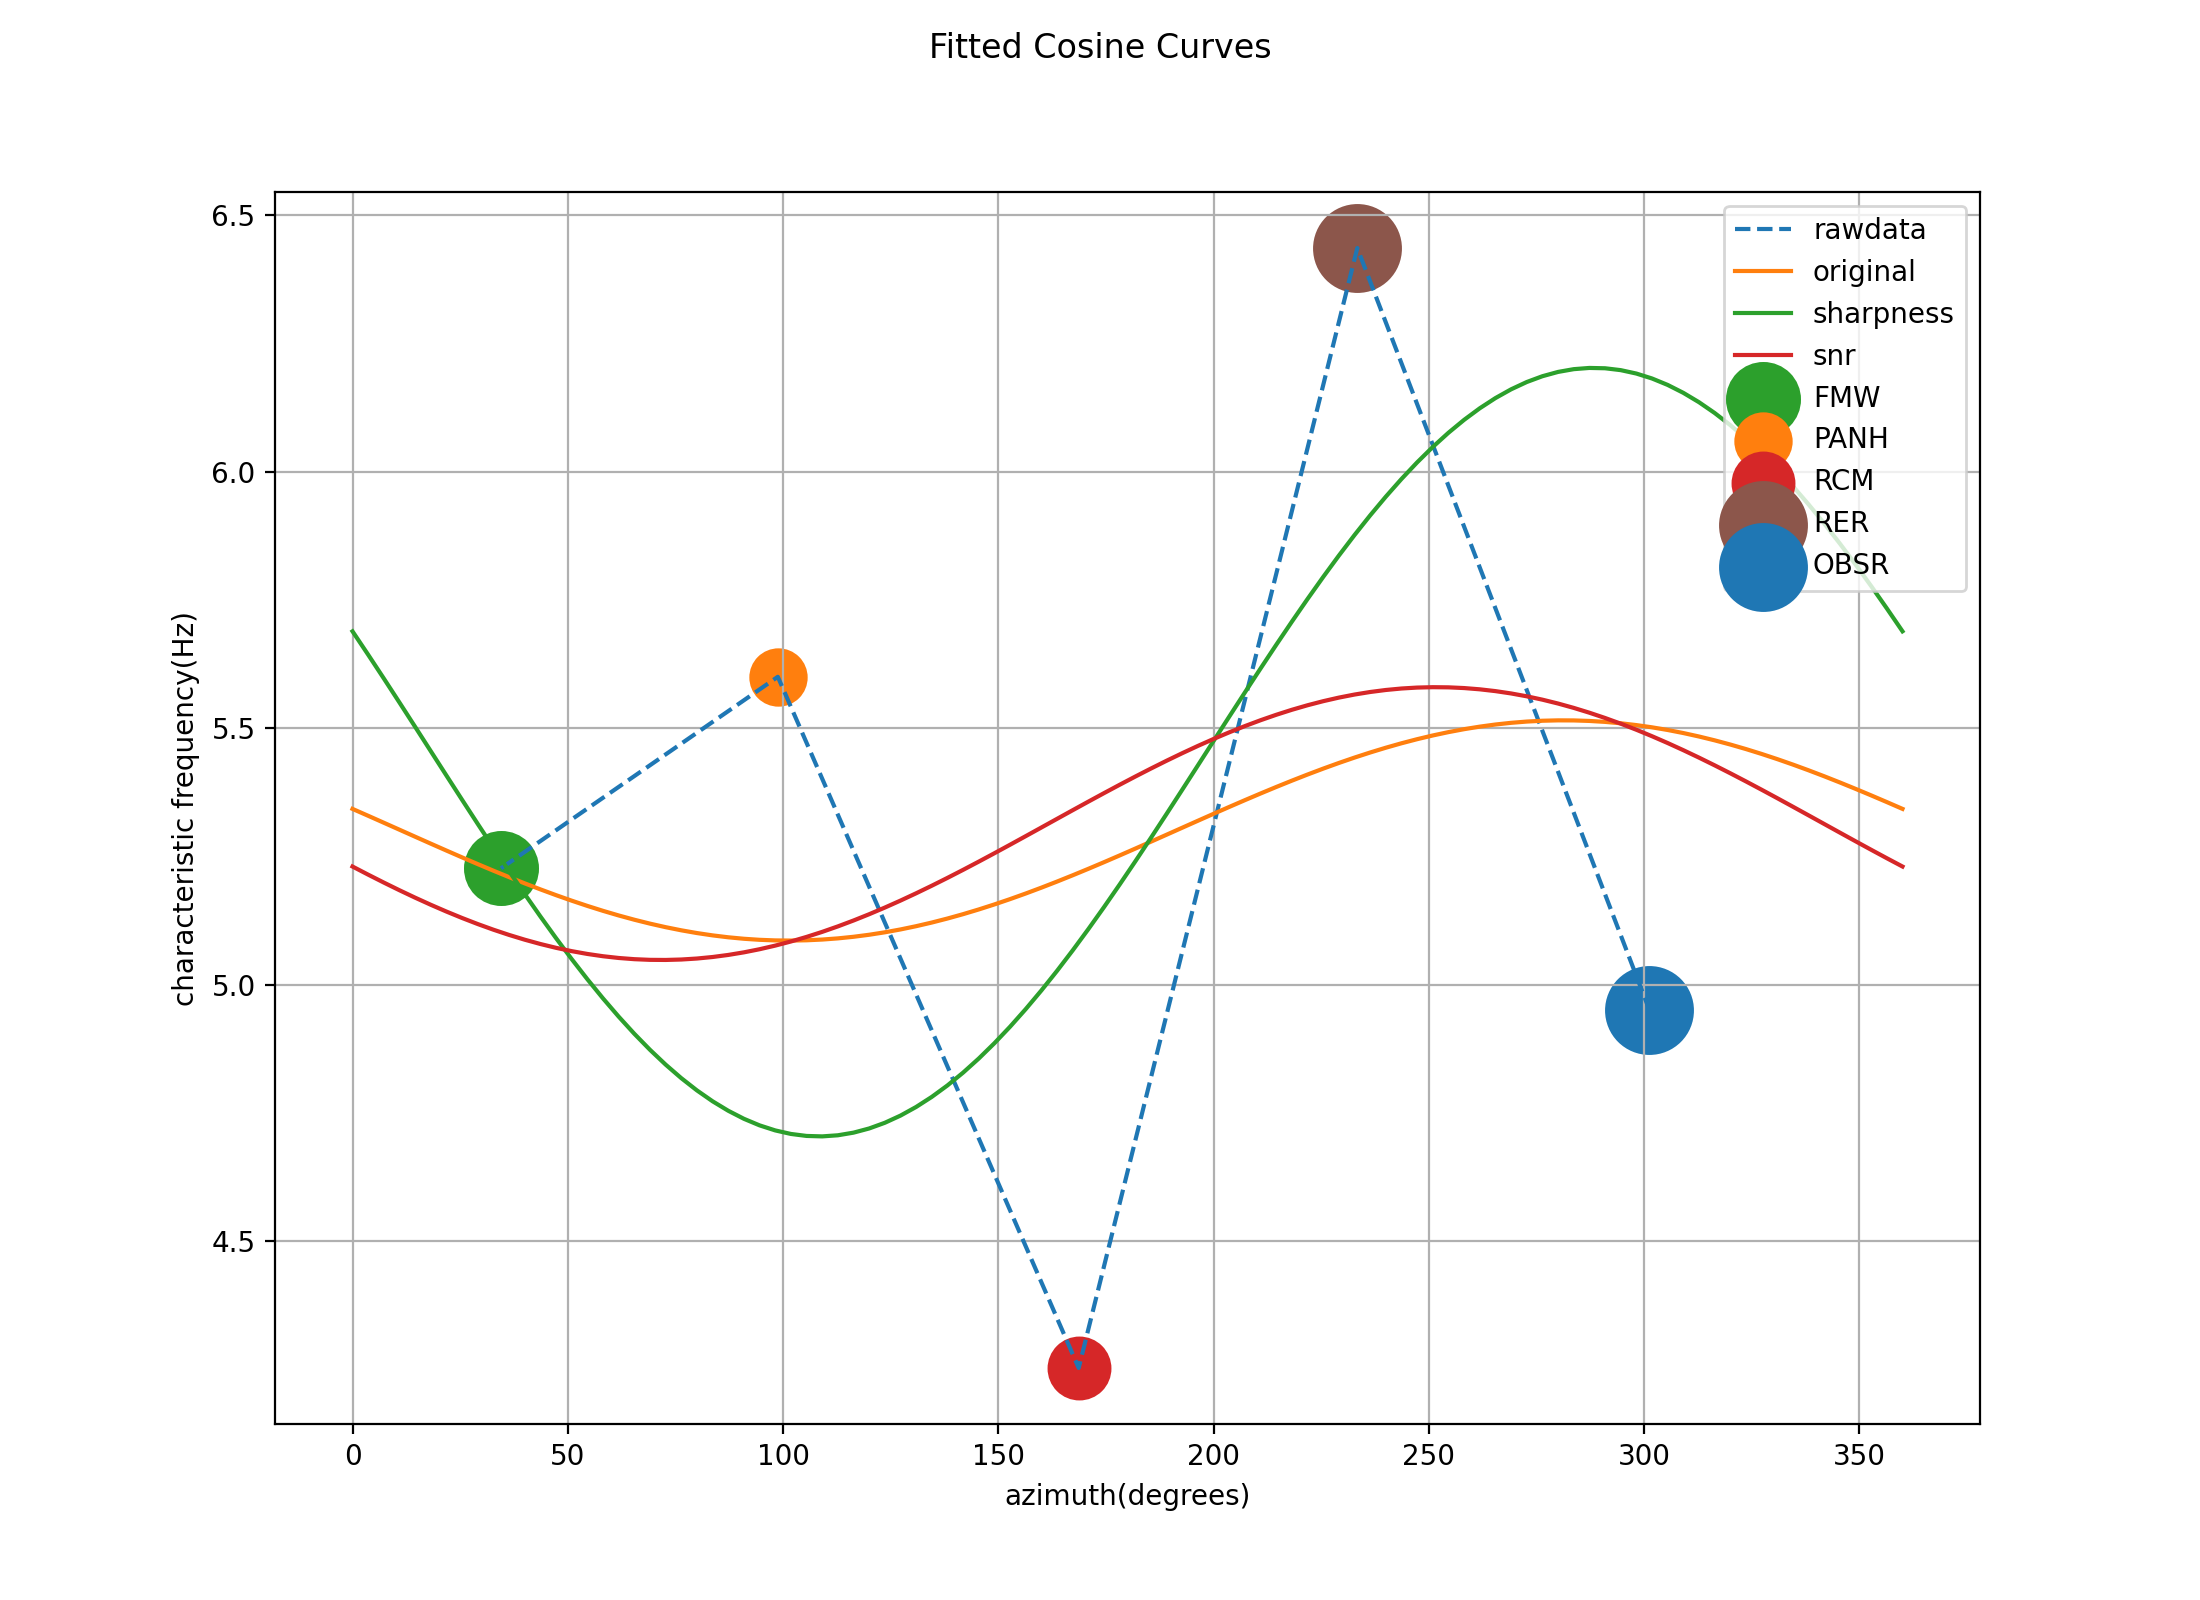 Fitted Cosine Curves
6.5
6.0
5.5
5.0
4.5
characteristic frequency(Hz)
rawdata
original
sharpness
snr
FMW
PANH
RCM
RER
OBSR
0 50 100 150 200 250 300 350
azimuth(degrees)